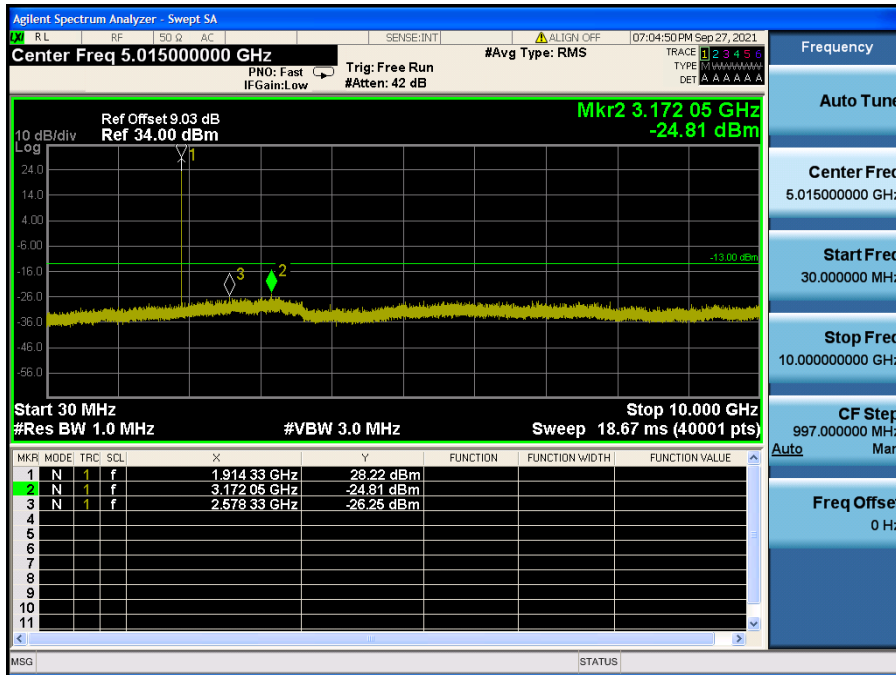 Agilent Spectrum Analyzer - Swept SA
LXI RL RF 50 Ω AC SENSE:INT ALIGN OFF 07:04:50 PM Sep 27, 2021
Center Freq 5.015000000 GHz
PNO: Fast
IFGain:Low
Trig: Free Run
#Atten: 42 dB
#Avg Type: RMS
TRACE 1 2 3 4 5 6
TYPE MWWWWW
DET A A A A A A
Ref Offset 9.03 dB
Ref 34.00 dBm
10 dB/div
Log
Mkr2 3.172 05 GHz
-24.81 dBm
1
24.0
14.0
4.00
-6.00
-13.00 dBm
-16.0
3
2
-26.0
-36.0
-46.0
-56.0
Start 30 MHz
Stop 10.000 GHz
#Res BW 1.0 MHz
#VBW 3.0 MHz
Sweep 18.67 ms (40001 pts)
MKR MODE TRC SCL X Y FUNCTION FUNCTION WIDTH FUNCTION VALUE
1 N 1 f 1.914 33 GHz 28.22 dBm
2 N 1 f 3.172 05 GHz -24.81 dBm
3 N 1 f 2.578 33 GHz -26.25 dBm
4
5
6
7
8
9
10
11
MSG
STATUS
Frequency
Auto Tune
Center Freq
5.015000000 GHz
Start Freq
30.000000 MHz
Stop Freq
10.000000000 GHz
CF Step
997.000000 MHz
Auto Man
Freq Offset
0 Hz